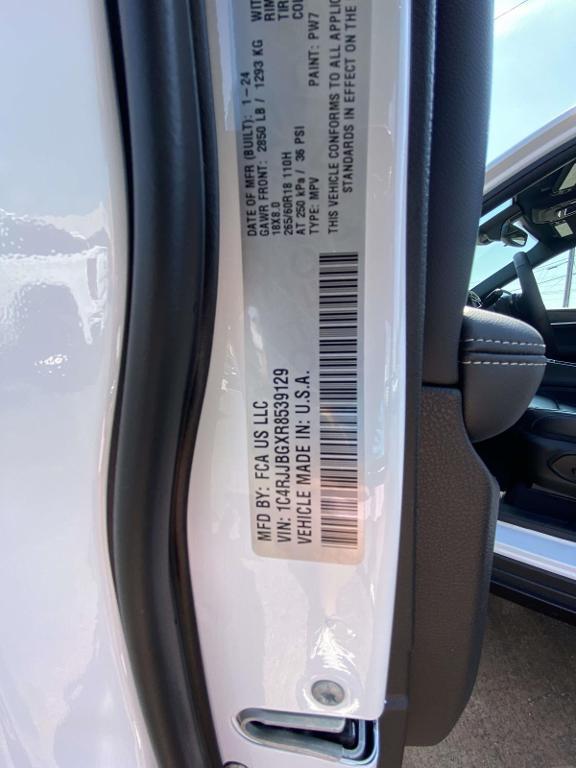 MFD BY: FCA US LLC
DATE OF MFR (BUILT): 1-24
VIN: 1C4RJJBGXR8539129
GAWR FRONT: 2850 LB / 1293 KG
WIT
18X8.0
RIM
VEHICLE MADE IN: U.S.A.
265/60R18 110H
TIR
AT 250 kPa / 36 PSI
COL
TYPE: MPV
PAINT: PW7
THIS VEHICLE CONFORMS TO ALL APPLIC
STANDARDS IN EFFECT ON THE